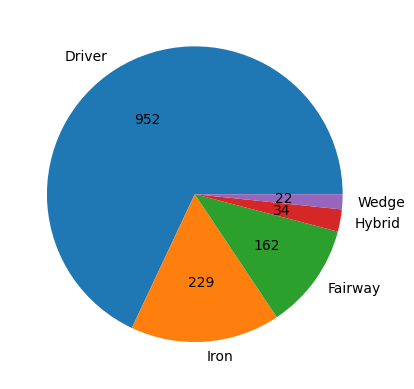 Driver
952
22
Wedge
34
Hybrid
162
Fairway
229
Iron